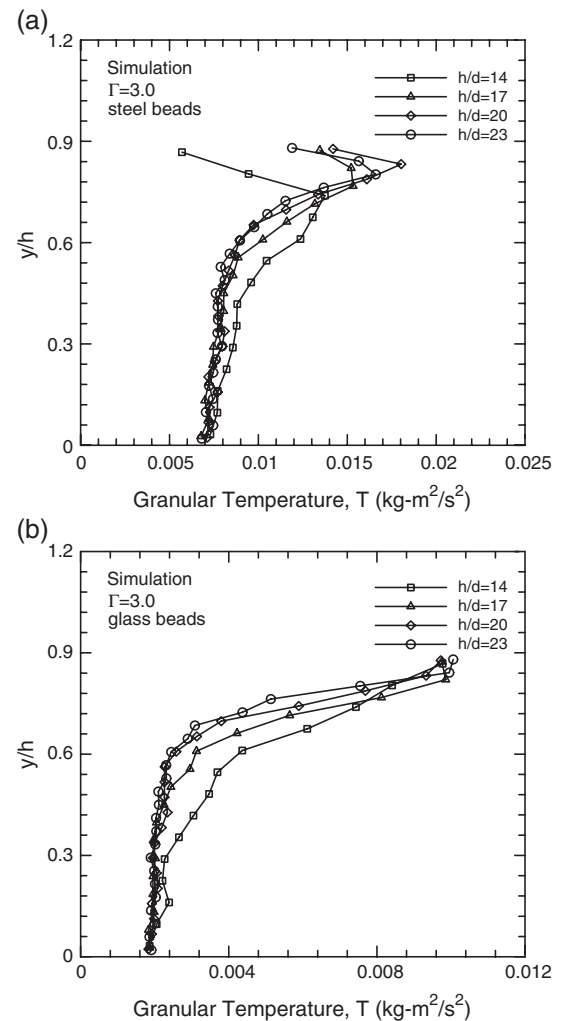 (a)
1.2
0.9
0.6
0.3
0
y/h
Simulation
Γ=3.0
steel beads
h/d=14
h/d=17
h/d=20
h/d=23
0 0.005 0.01 0.015 0.02 0.025
Granular Temperature, T (kg-m²/s²)
(b)
1.2
0.9
0.6
0.3
0
y/h
Simulation
Γ=3.0
glass beads
h/d=14
h/d=17
h/d=20
h/d=23
0 0.004 0.008 0.012
Granular Temperature, T (kg-m²/s²)